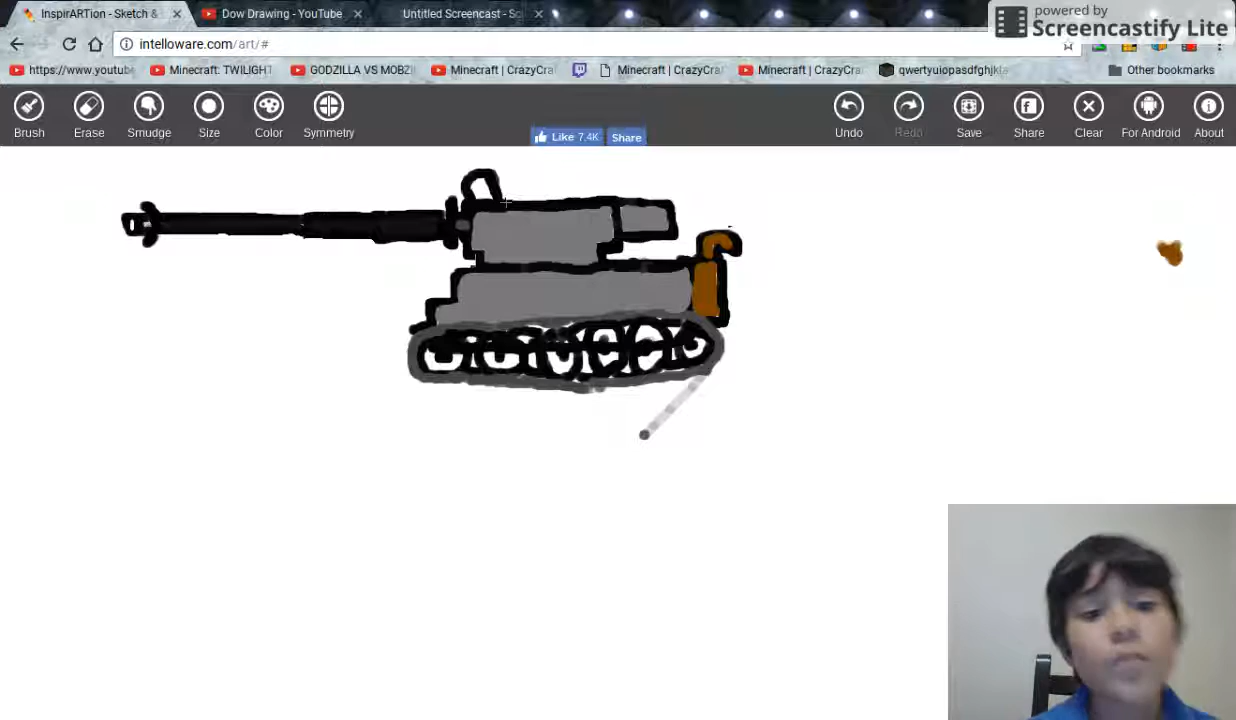 InspirARTion - Sketch &
Dow Drawing - YouTube
Untitled Screencast - Sc
powered by
Screencastify Lite
intelloware.com/art/#
https://www.youtub
Minecraft: TWILIGHT
GODZILLA VS MOBZI
Minecraft | CrazyCra
Minecraft | CrazyCra
Minecraft | CrazyCra
qwertyuiopasdfghjkla
Other bookmarks
Brush
Erase
Smudge
Size
Color
Symmetry
Like 7.4K
Share
Undo
Redo
Save
Share
Clear
For Android
About